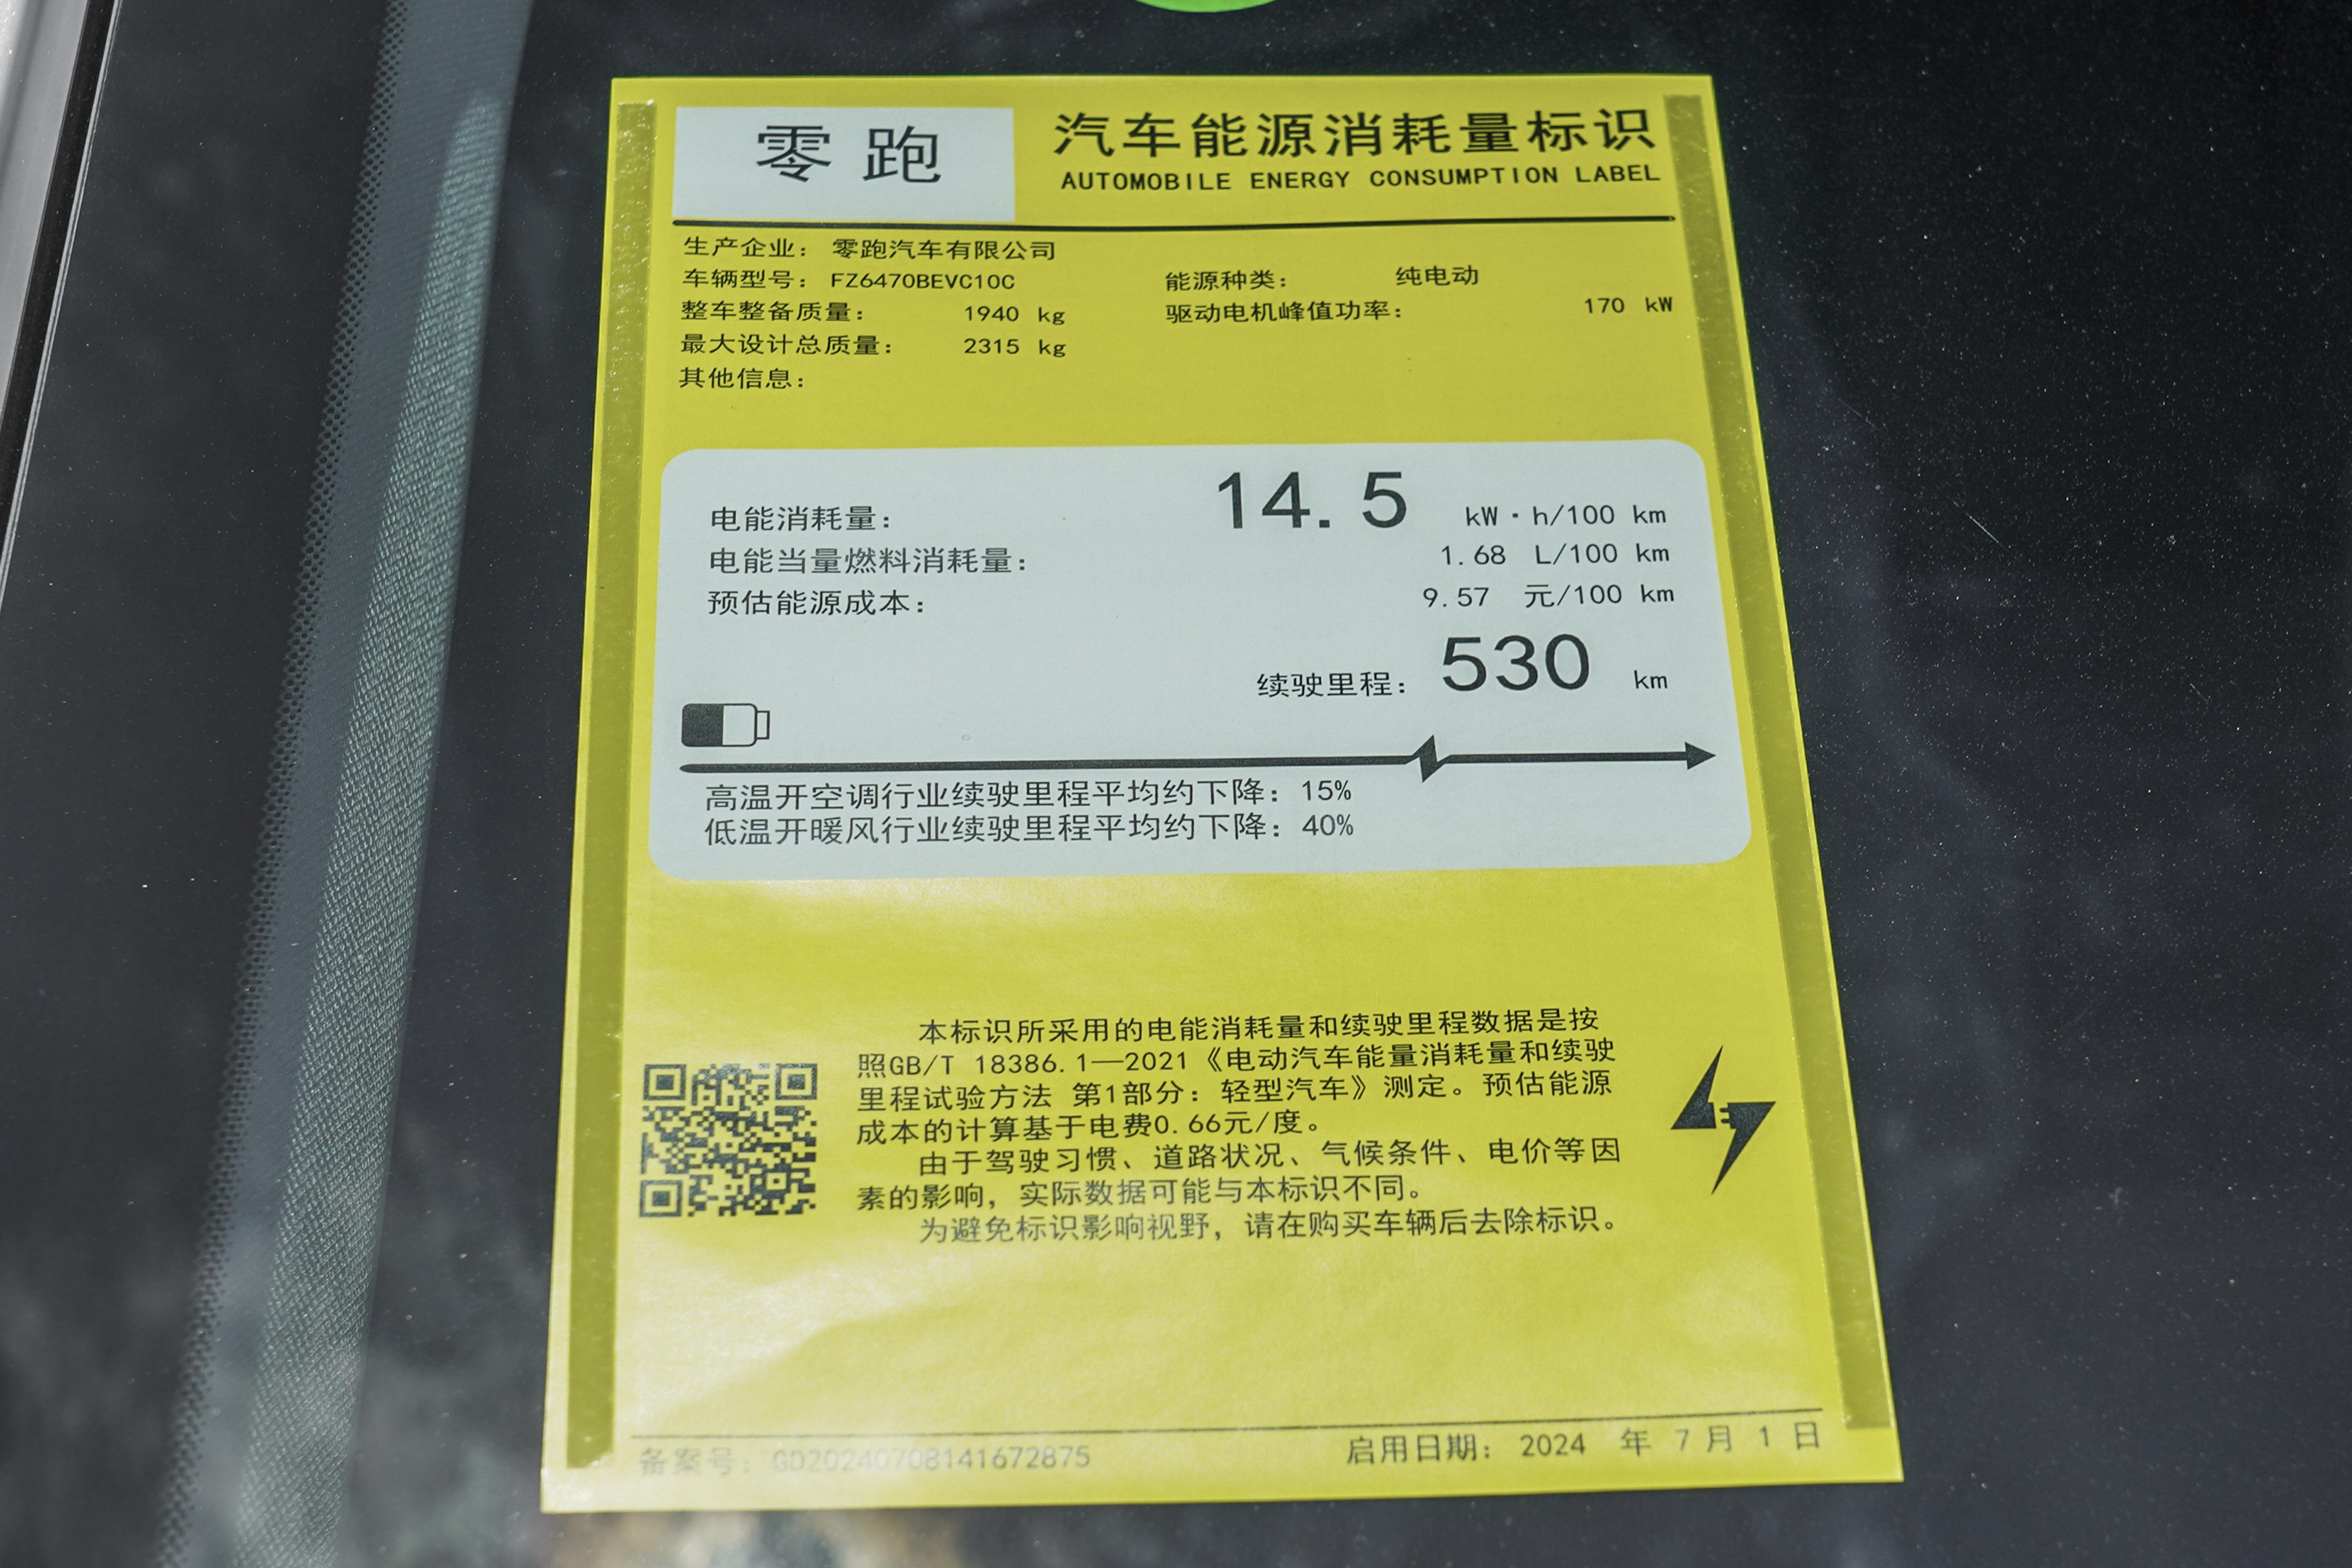 零跑
汽车能源消耗量标识
AUTOMOBILE ENERGY CONSUMPTION LABEL
生产企业： 零跑汽车有限公司
车辆型号： FZ6470BEVC10C 能源种类： 纯电动
整车整备质量： 1940 kg 驱动电机峰值功率： 170 kW
最大设计总质量： 2315 kg
其他信息：
电能消耗量： 14.5 kW·h/100 km
电能当量燃料消耗量： 1.68 L/100 km
预估能源成本： 9.57 元/100 km
续驶里程： 530 km
高温开空调行业续驶里程平均约下降： 15%
低温开暖风行业续驶里程平均约下降： 40%
本标识所采用的电能消耗量和续驶里程数据是按
照GB/T 18386.1—2021《电动汽车能量消耗量和续驶
里程试验方法 第1部分：轻型汽车》测定。预估能源
成本的计算基于电费0.66元/度。
由于驾驶习惯、道路状况、气候条件、电价等因
素的影响，实际数据可能与本标识不同。
为避免标识影响视野，请在购买车辆后去除标识。
备案号： GD20240708141672875 启用日期： 2024 年 7 月 1 日